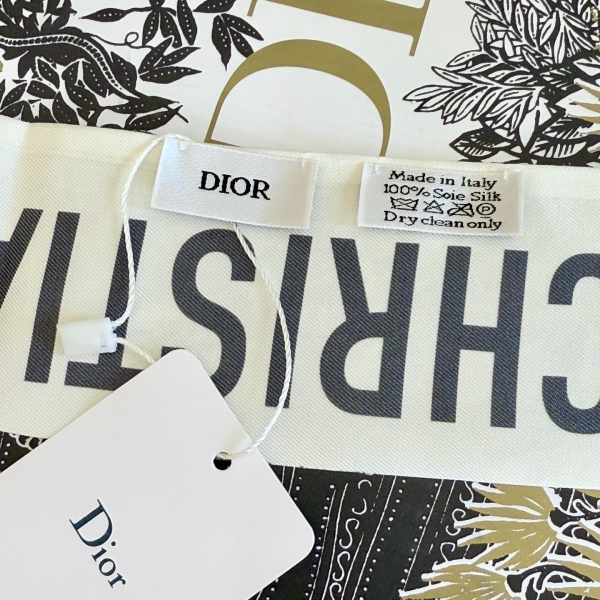 DIOR
Made in Italy
100% Soie Silk
Dry clean only
CHRISTIA
Dior